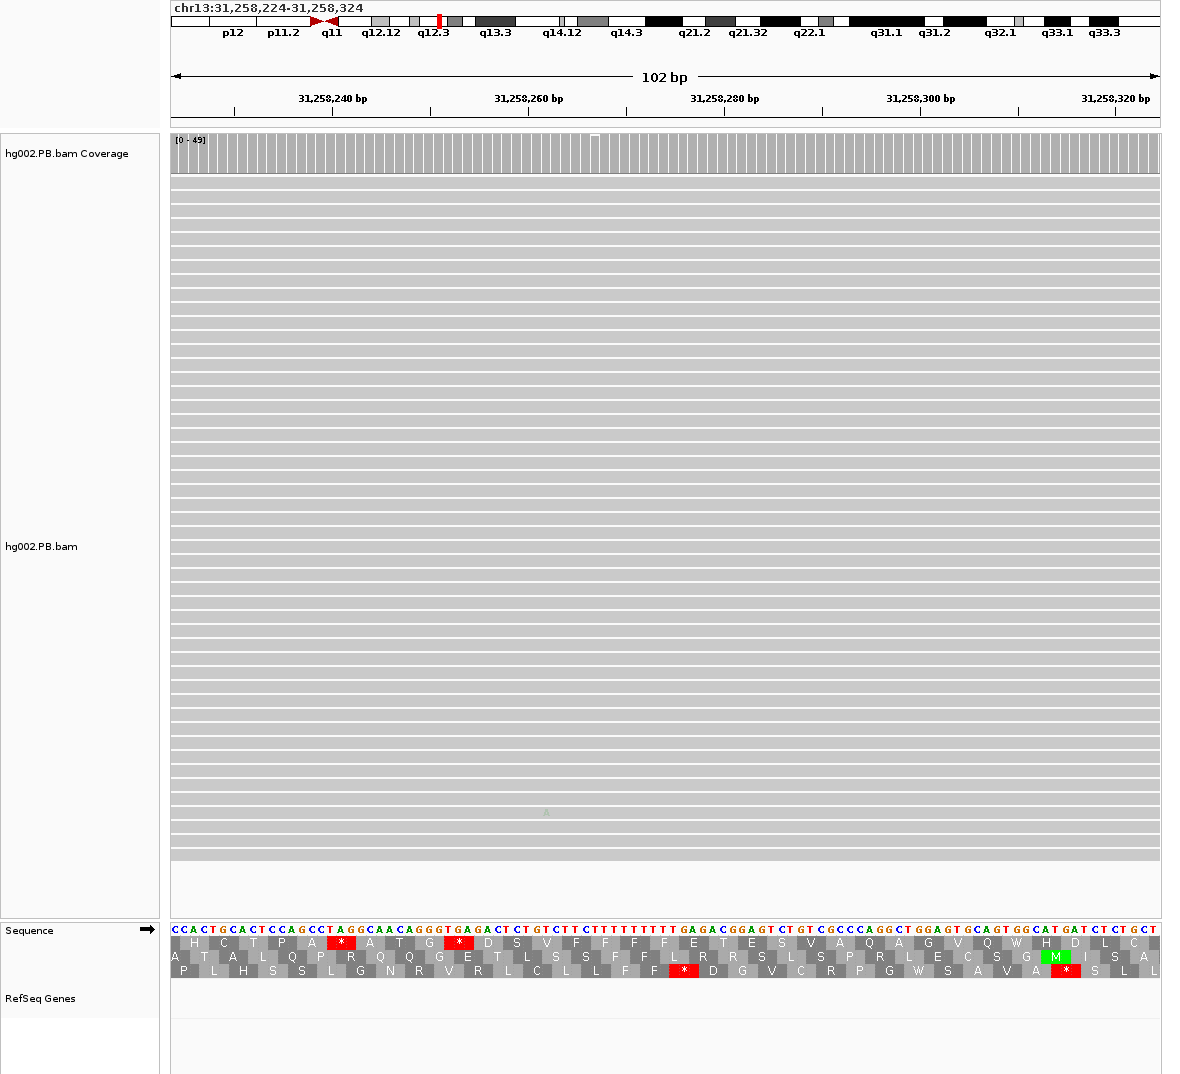 chr13:31,258,224-31,258,324
p12 p11.2 q11 q12.12 q12.3 q13.3 q14.12 q14.3 q21.2 q21.32 q22.1 q31.1 q31.2 q32.1 q33.1 q33.3
102 bp
31,258,240 bp 31,258,260 bp 31,258,280 bp 31,258,300 bp 31,258,320 bp
[0 - 49]
hg002.PB.bam Coverage
hg002.PB.bam
A
Sequence
CCACTGCACTCCAGCCTAGGCAACAGGGTGAGACTCTGTCTTCTTTTTTTTTGAGACGGAGTCTGTCGCCCAGGCTGGAGTGCAGTGGCATGATCTCTGCT
H C T P A * A T G * D S V F F F F E T E S V A Q A G V Q W H D L C
A T A L Q P R Q Q G E T L S S F F L R R S L S P R L E C S G M I S A
P L H S S L G N R V R L C L L F F * D G V C R P G W S A V A * S L L
RefSeq Genes